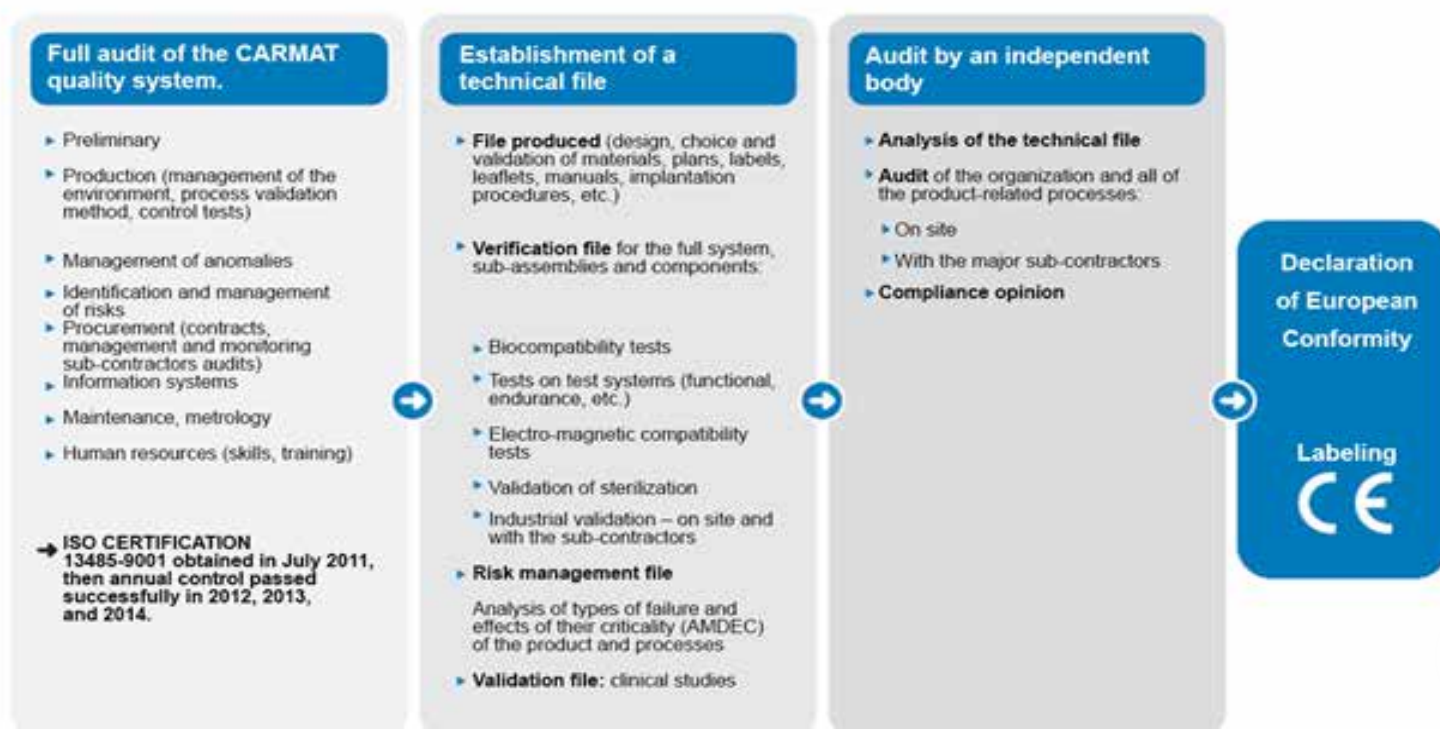 Full audit of the CARMAT
quality system.
Preliminary
Production (management of the
environment, process validation
method, control tests)
Management of anomalies
Identification and management
of risks
Procurement (contracts,
management and monitoring
sub-contractors audits)
Information systems
Maintenance, metrology
Human resources (skills, training)
ISO CERTIFICATION
13485-9001 obtained in July 2011,
then annual control passed
successfully in 2012, 2013,
and 2014.
Establishment of a
technical file
File produced (design, choice and
validation of materials, plans, labels,
leaflets, manuals, implantation
procedures, etc.)
Verification file for the full system,
sub-assemblies and components:
Biocompatibility tests
Tests on test systems (functional,
endurance, etc.)
Electro-magnetic compatibility
tests
Validation of sterilization
Industrial validation – on site and
with the sub-contractors
Risk management file
Analysis of types of failure and
effects of their criticality (AMDEC)
of the product and processes
Validation file: clinical studies
Audit by an independent
body
Analysis of the technical file
Audit of the organization and all of
the product-related processes:
On site
With the major sub-contractors
Compliance opinion
Declaration
of European
Conformity
Labeling
CE